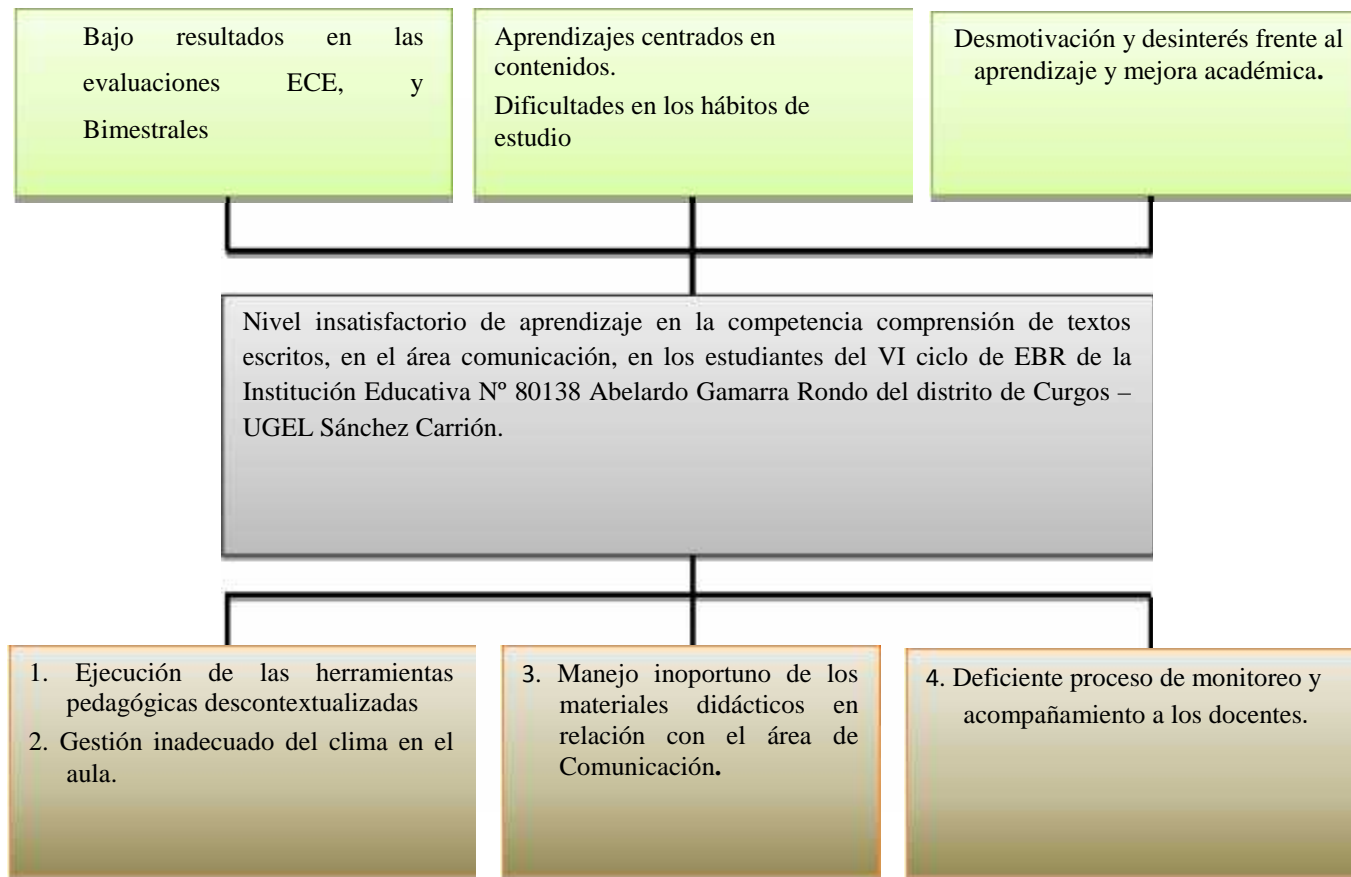 Bajo resultados en las
evaluaciones ECE, y
Bimestrales
Aprendizajes centrados en
contenidos.
Dificultades en los hábitos de
estudio
Desmotivación y desinterés frente al
aprendizaje y mejora académica.
Nivel insatisfactorio de aprendizaje en la competencia comprensión de textos
escritos, en el área comunicación, en los estudiantes del VI ciclo de EBR de la
Institución Educativa Nº 80138 Abelardo Gamarra Rondo del distrito de Curgos –
UGEL Sánchez Carrión.
1. Ejecución de las herramientas
pedagógicas descontextualizadas
2. Gestión inadecuado del clima en el
aula.
3. Manejo inoportuno de los
materiales didácticos en
relación con el área de
Comunicación.
4. Deficiente proceso de monitoreo y
acompañamiento a los docentes.